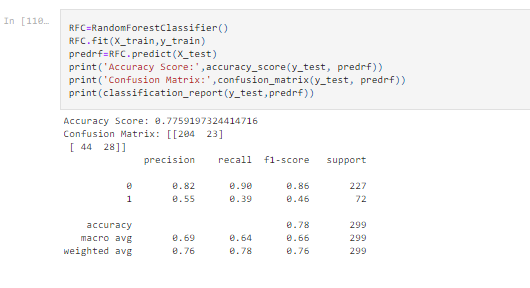 In [110…
RFC=RandomForestClassifier()
RFC.fit(X_train,y_train)
predrf=RFC.predict(X_test)
print('Accuracy Score:',accuracy_score(y_test, predrf))
print('Confusion Matrix:',confusion_matrix(y_test, predrf))
print(classification_report(y_test,predrf))
Accuracy Score: 0.7759197324414716
Confusion Matrix: [[204  23]
 [ 44  28]]
precision recall f1-score support
0 0.82 0.90 0.86 227
1 0.55 0.39 0.46 72
accuracy 0.78 299
macro avg 0.69 0.64 0.66 299
weighted avg 0.76 0.78 0.76 299